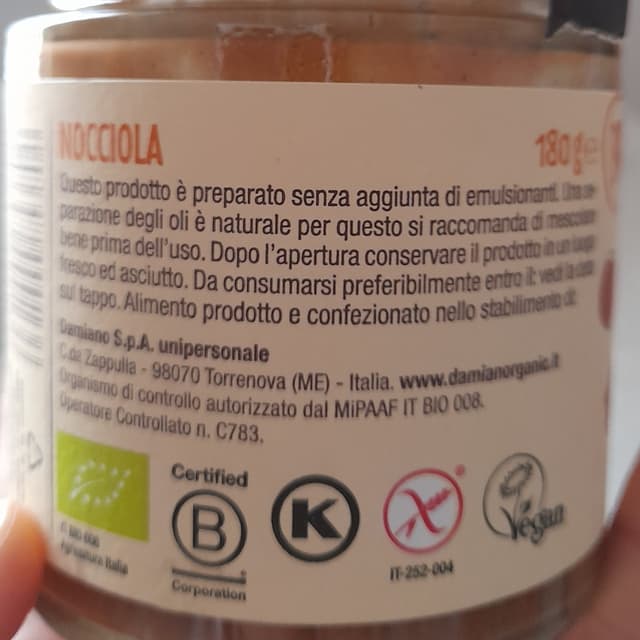 NOCCIOLA
180 g e
Questo prodotto è preparato senza aggiunta di emulsionanti. Una se-
parazione degli oli è naturale per questo si raccomanda di mescolare
bene prima dell'uso. Dopo l'apertura conservare il prodotto in un luogo
fresco ed asciutto. Da consumarsi preferibilmente entro il: vedi la data
sul tappo. Alimento prodotto e confezionato nello stabilimento di:
Damiano S.p.A. unipersonale
C.da Zappulla - 98070 Torrenova (ME) - Italia. www.damianorganic.it
Organismo di controllo autorizzato dal MiPAAF IT BIO 008.
Operatore Controllato n. C783.
IT BIO 008
Agricoltura Italia
Certified
B
Corporation
K
IT-252-004
Vegan